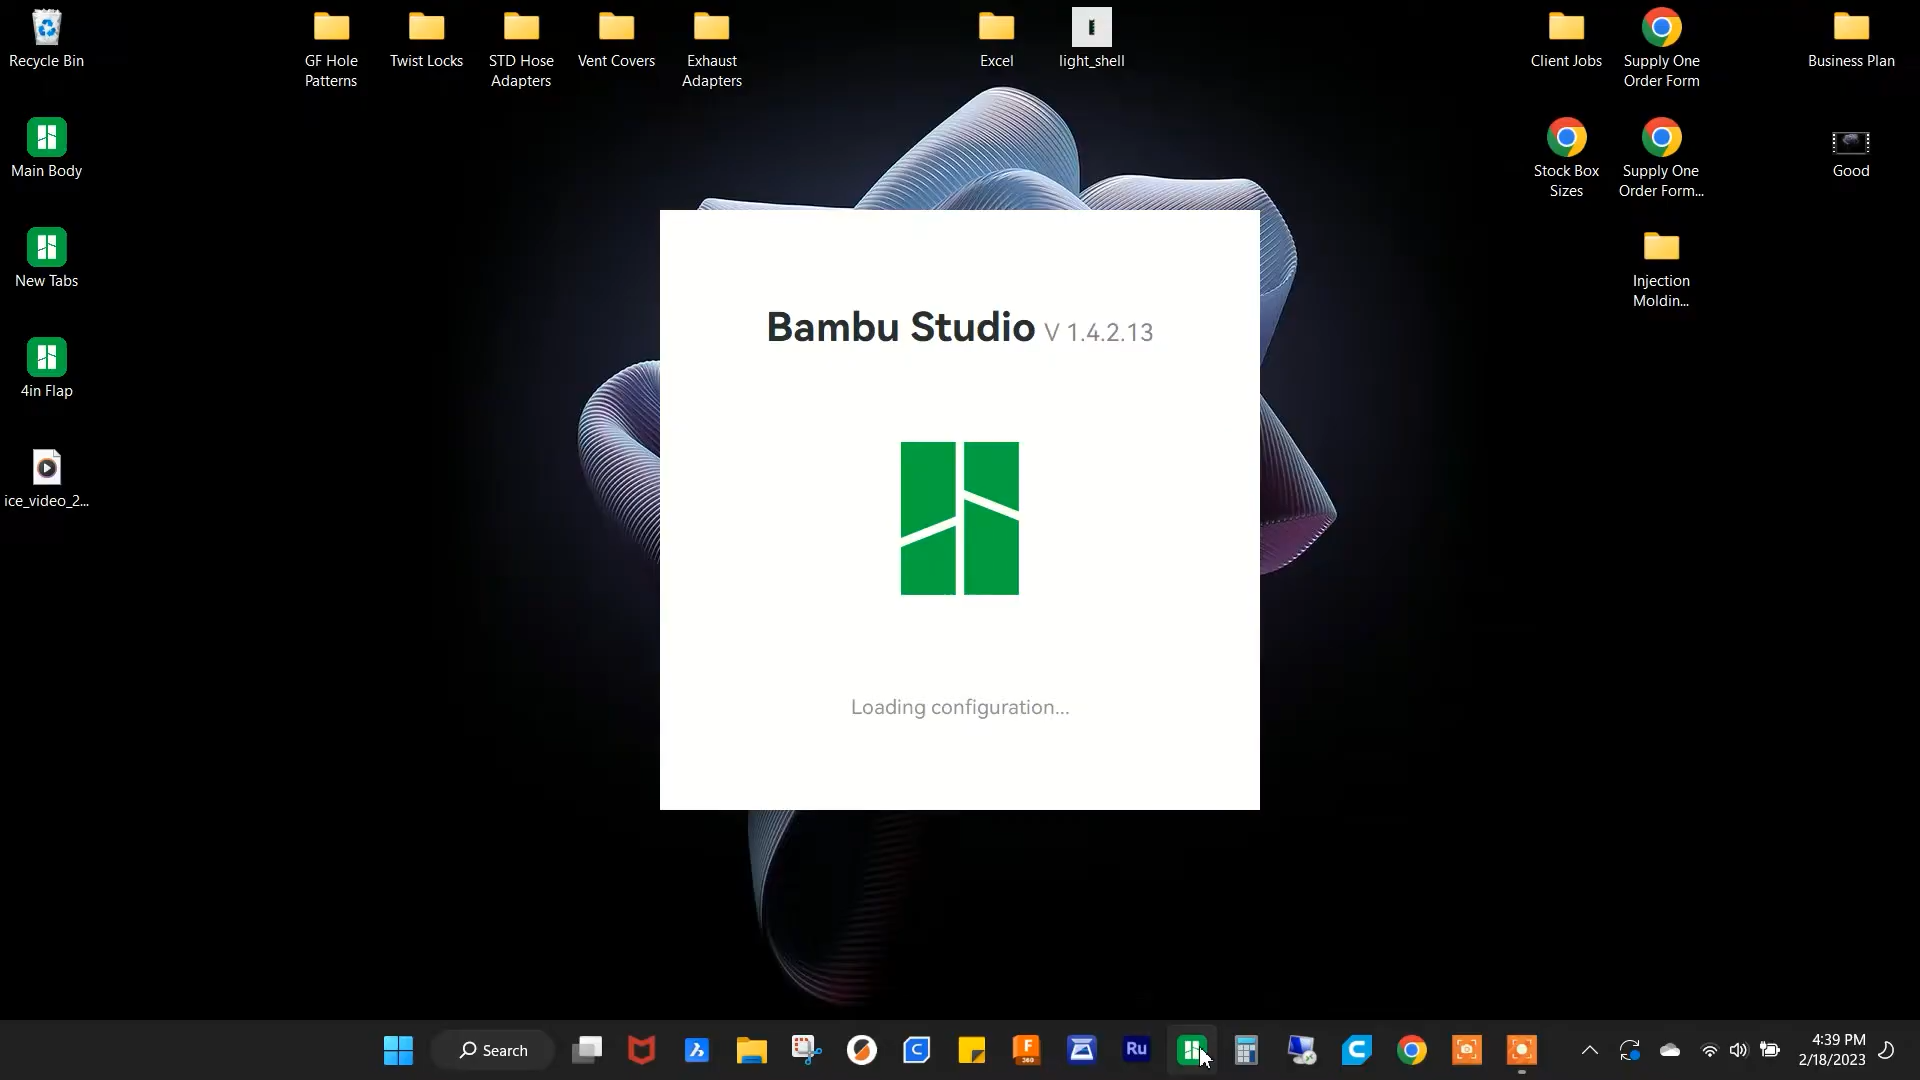 Recycle Bin
GF Hole
Patterns
Twist Locks
STD Hose
Adapters
Vent Covers
Exhaust
Adapters
Excel
light_shell
Client Jobs
Supply One
Order Form
Business Plan
Main Body
Stock Box
Sizes
Supply One
Order Form...
Good
New Tabs
Injection
Moldin...
4in Flap
ice_video_2...
Bambu Studio V 1.4.2.13
Loading configuration...
Search
F
360
Ru
4:39 PM
2/18/2023